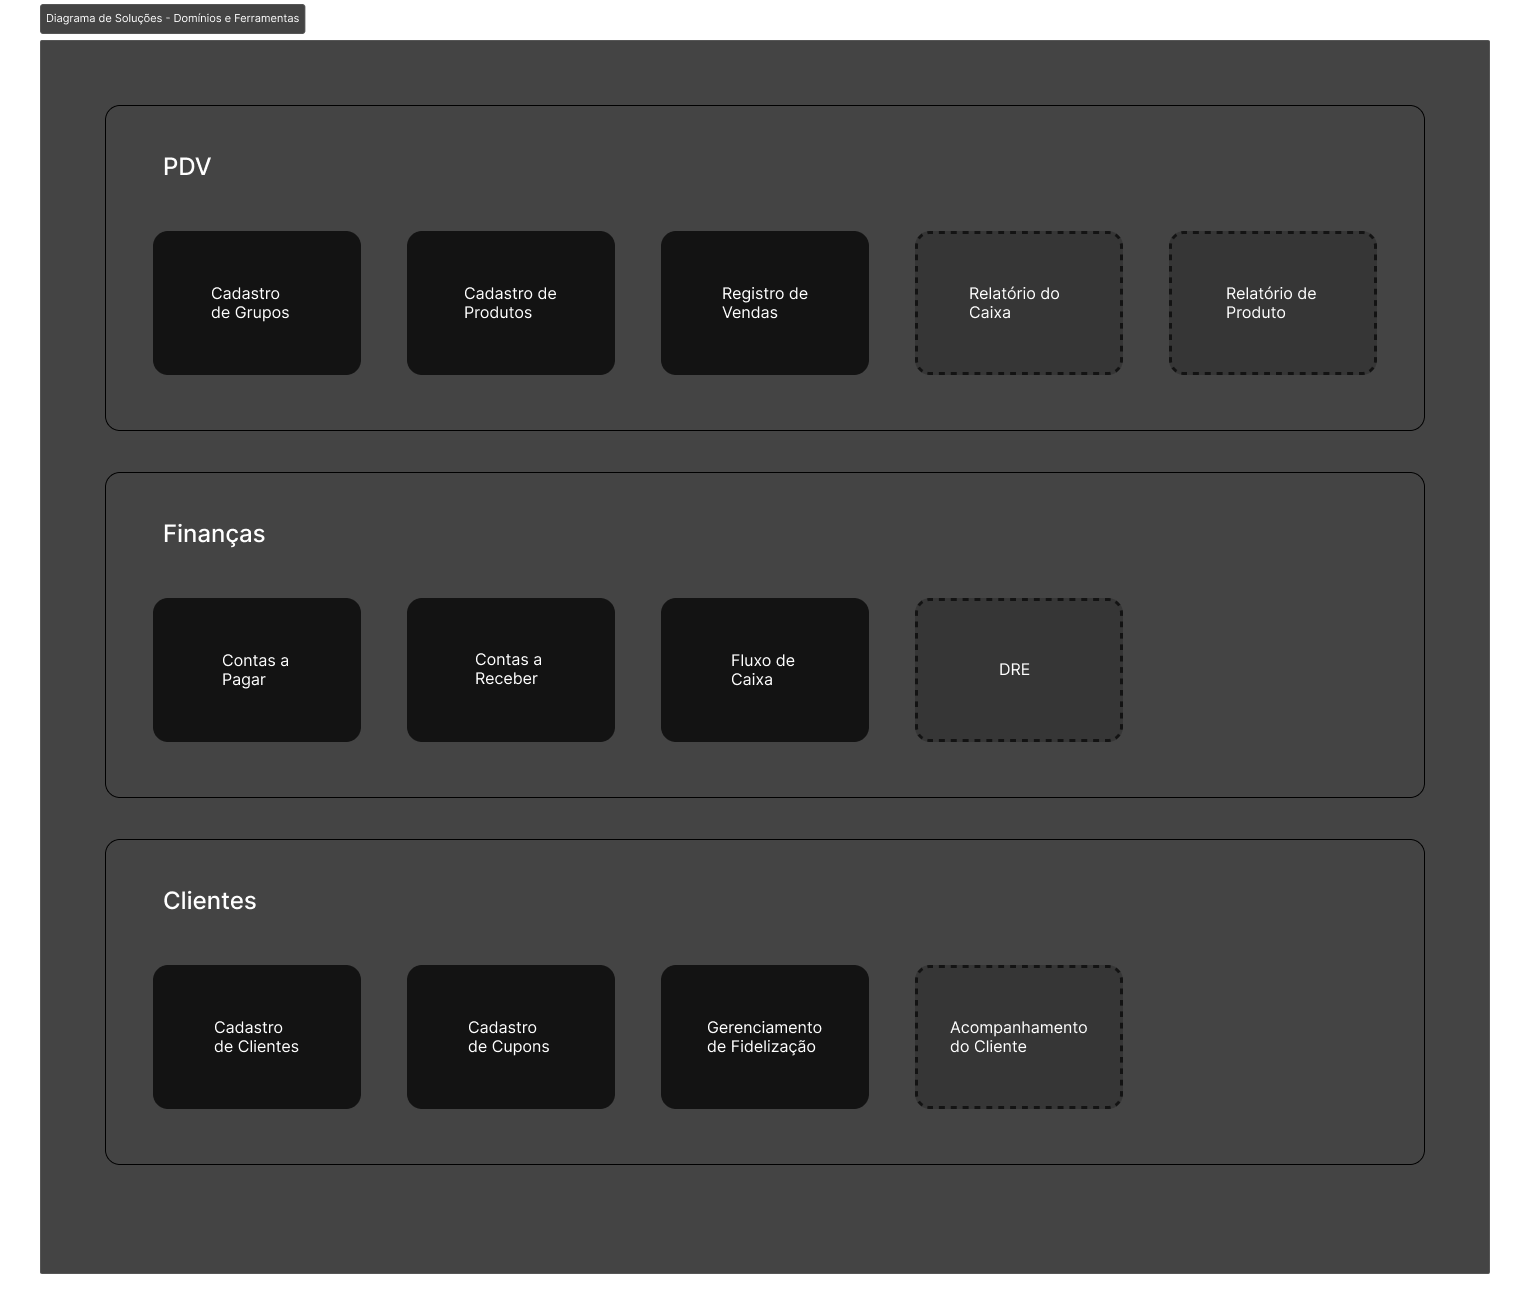 Diagrama de Soluções - Domínios e Ferramentas
PDV
Cadastro
de Grupos
Cadastro de
Produtos
Registro de
Vendas
Relatório do
Caixa
Relatório de
Produto
Finanças
Contas a
Pagar
Contas a
Receber
Fluxo de
Caixa
DRE
Clientes
Cadastro
de Clientes
Cadastro
de Cupons
Gerenciamento
de Fidelização
Acompanhamento
do Cliente